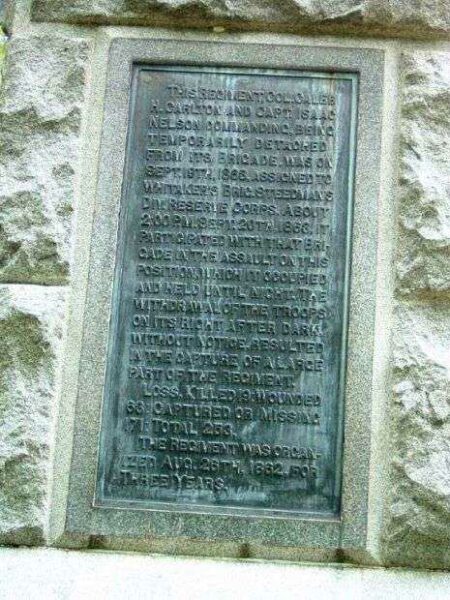 THIS REGIMENT, COL. CALEB
H. CARLTON AND CAPT. ISAAC
NELSON COMMANDING, BEING
TEMPORARILY DETACHED
FROM ITS BRIGADE, WAS ON
SEPT. 19TH, 1863, ASSIGNED TO
WHITAKER'S BRIG. STEEDMAN'S
DIV. RESERVE CORPS. ABOUT
2:00 P.M. SEPT. 20TH, 1863, IT
PARTICIPATED WITH THAT BRI-
GADE IN THE ASSAULT ON THIS
POSITION, WHICH IT OCCUPIED
AND HELD UNTIL NIGHT. THE
WITHDRAWAL OF THE TROOPS
ON ITS RIGHT AFTER DARK,
WITHOUT NOTICE, RESULTED
IN THE CAPTURE OF A LARGE
PART OF THE REGIMENT.
LOSS, KILLED 19: WOUNDED
63: CAPTURED OR MISSING
171: TOTAL 253.
THE REGIMENT WAS ORGAN-
IZED AUG. 26TH, 1862, FOR
THREE YEARS.